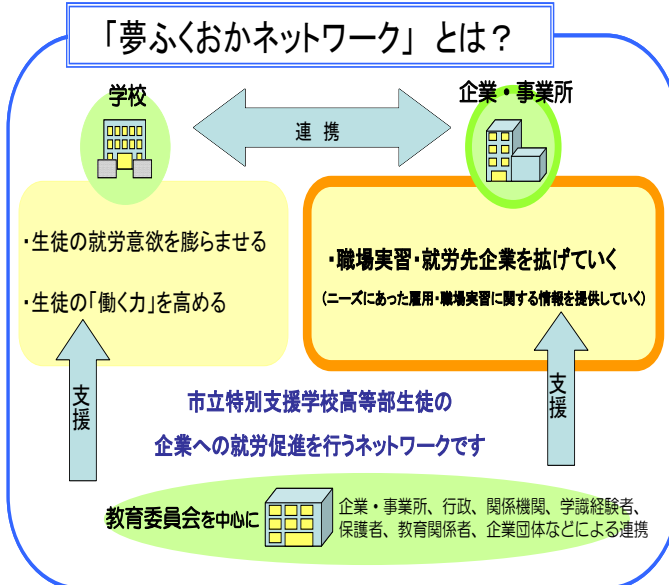 「夢ふくおかネットワーク」 とは？
学校
企業・事業所
連 携
・生徒の就労意欲を膨らませる
・生徒の「働く力」を高める
・職場実習・就労先企業を拡げていく
(ニーズにあった雇用・職場実習に関する情報を提供していく)
支援
支援
市立特別支援学校高等部生徒の
企業への就労促進を行うネットワークです
教育委員会を中心に
企業・事業所、行政、関係機関、学識経験者、
保護者、教育関係者、企業団体などによる連携